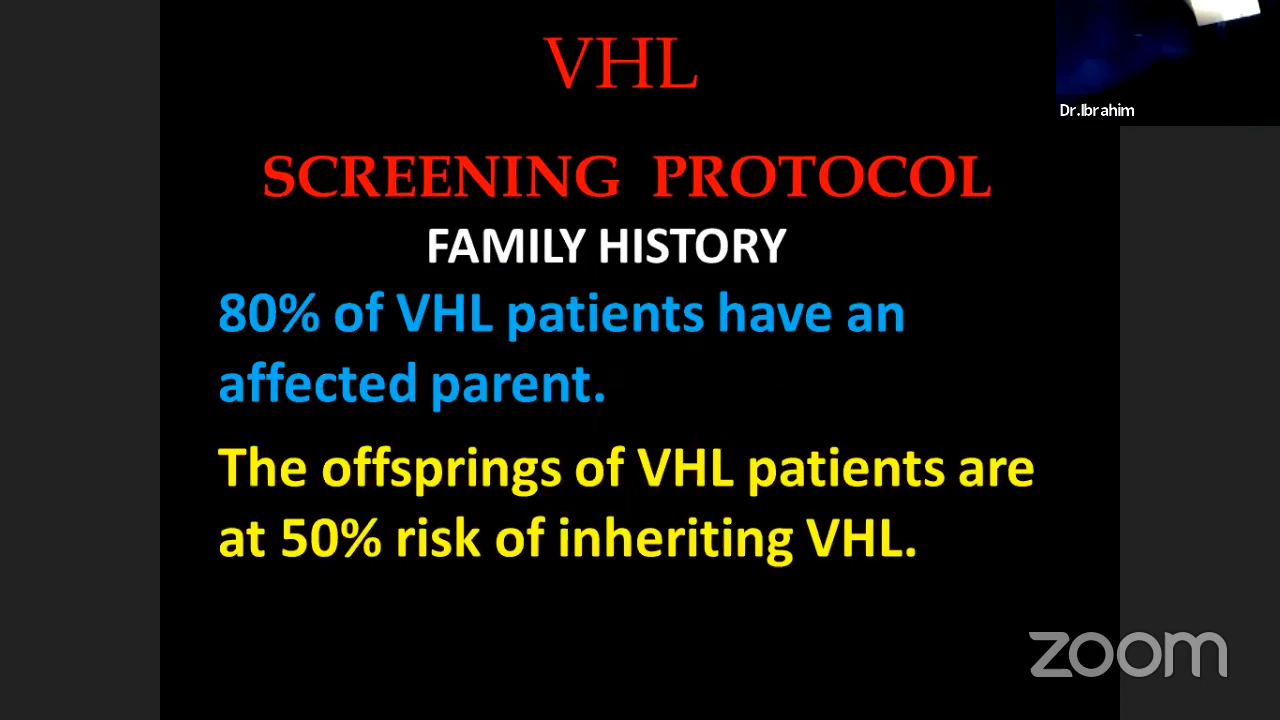 VHL
Dr.Ibrahim
SCREENING PROTOCOL
FAMILY HISTORY
80% of VHL patients have an
affected parent.
The offsprings of VHL patients are
at 50% risk of inheriting VHL.
zoom